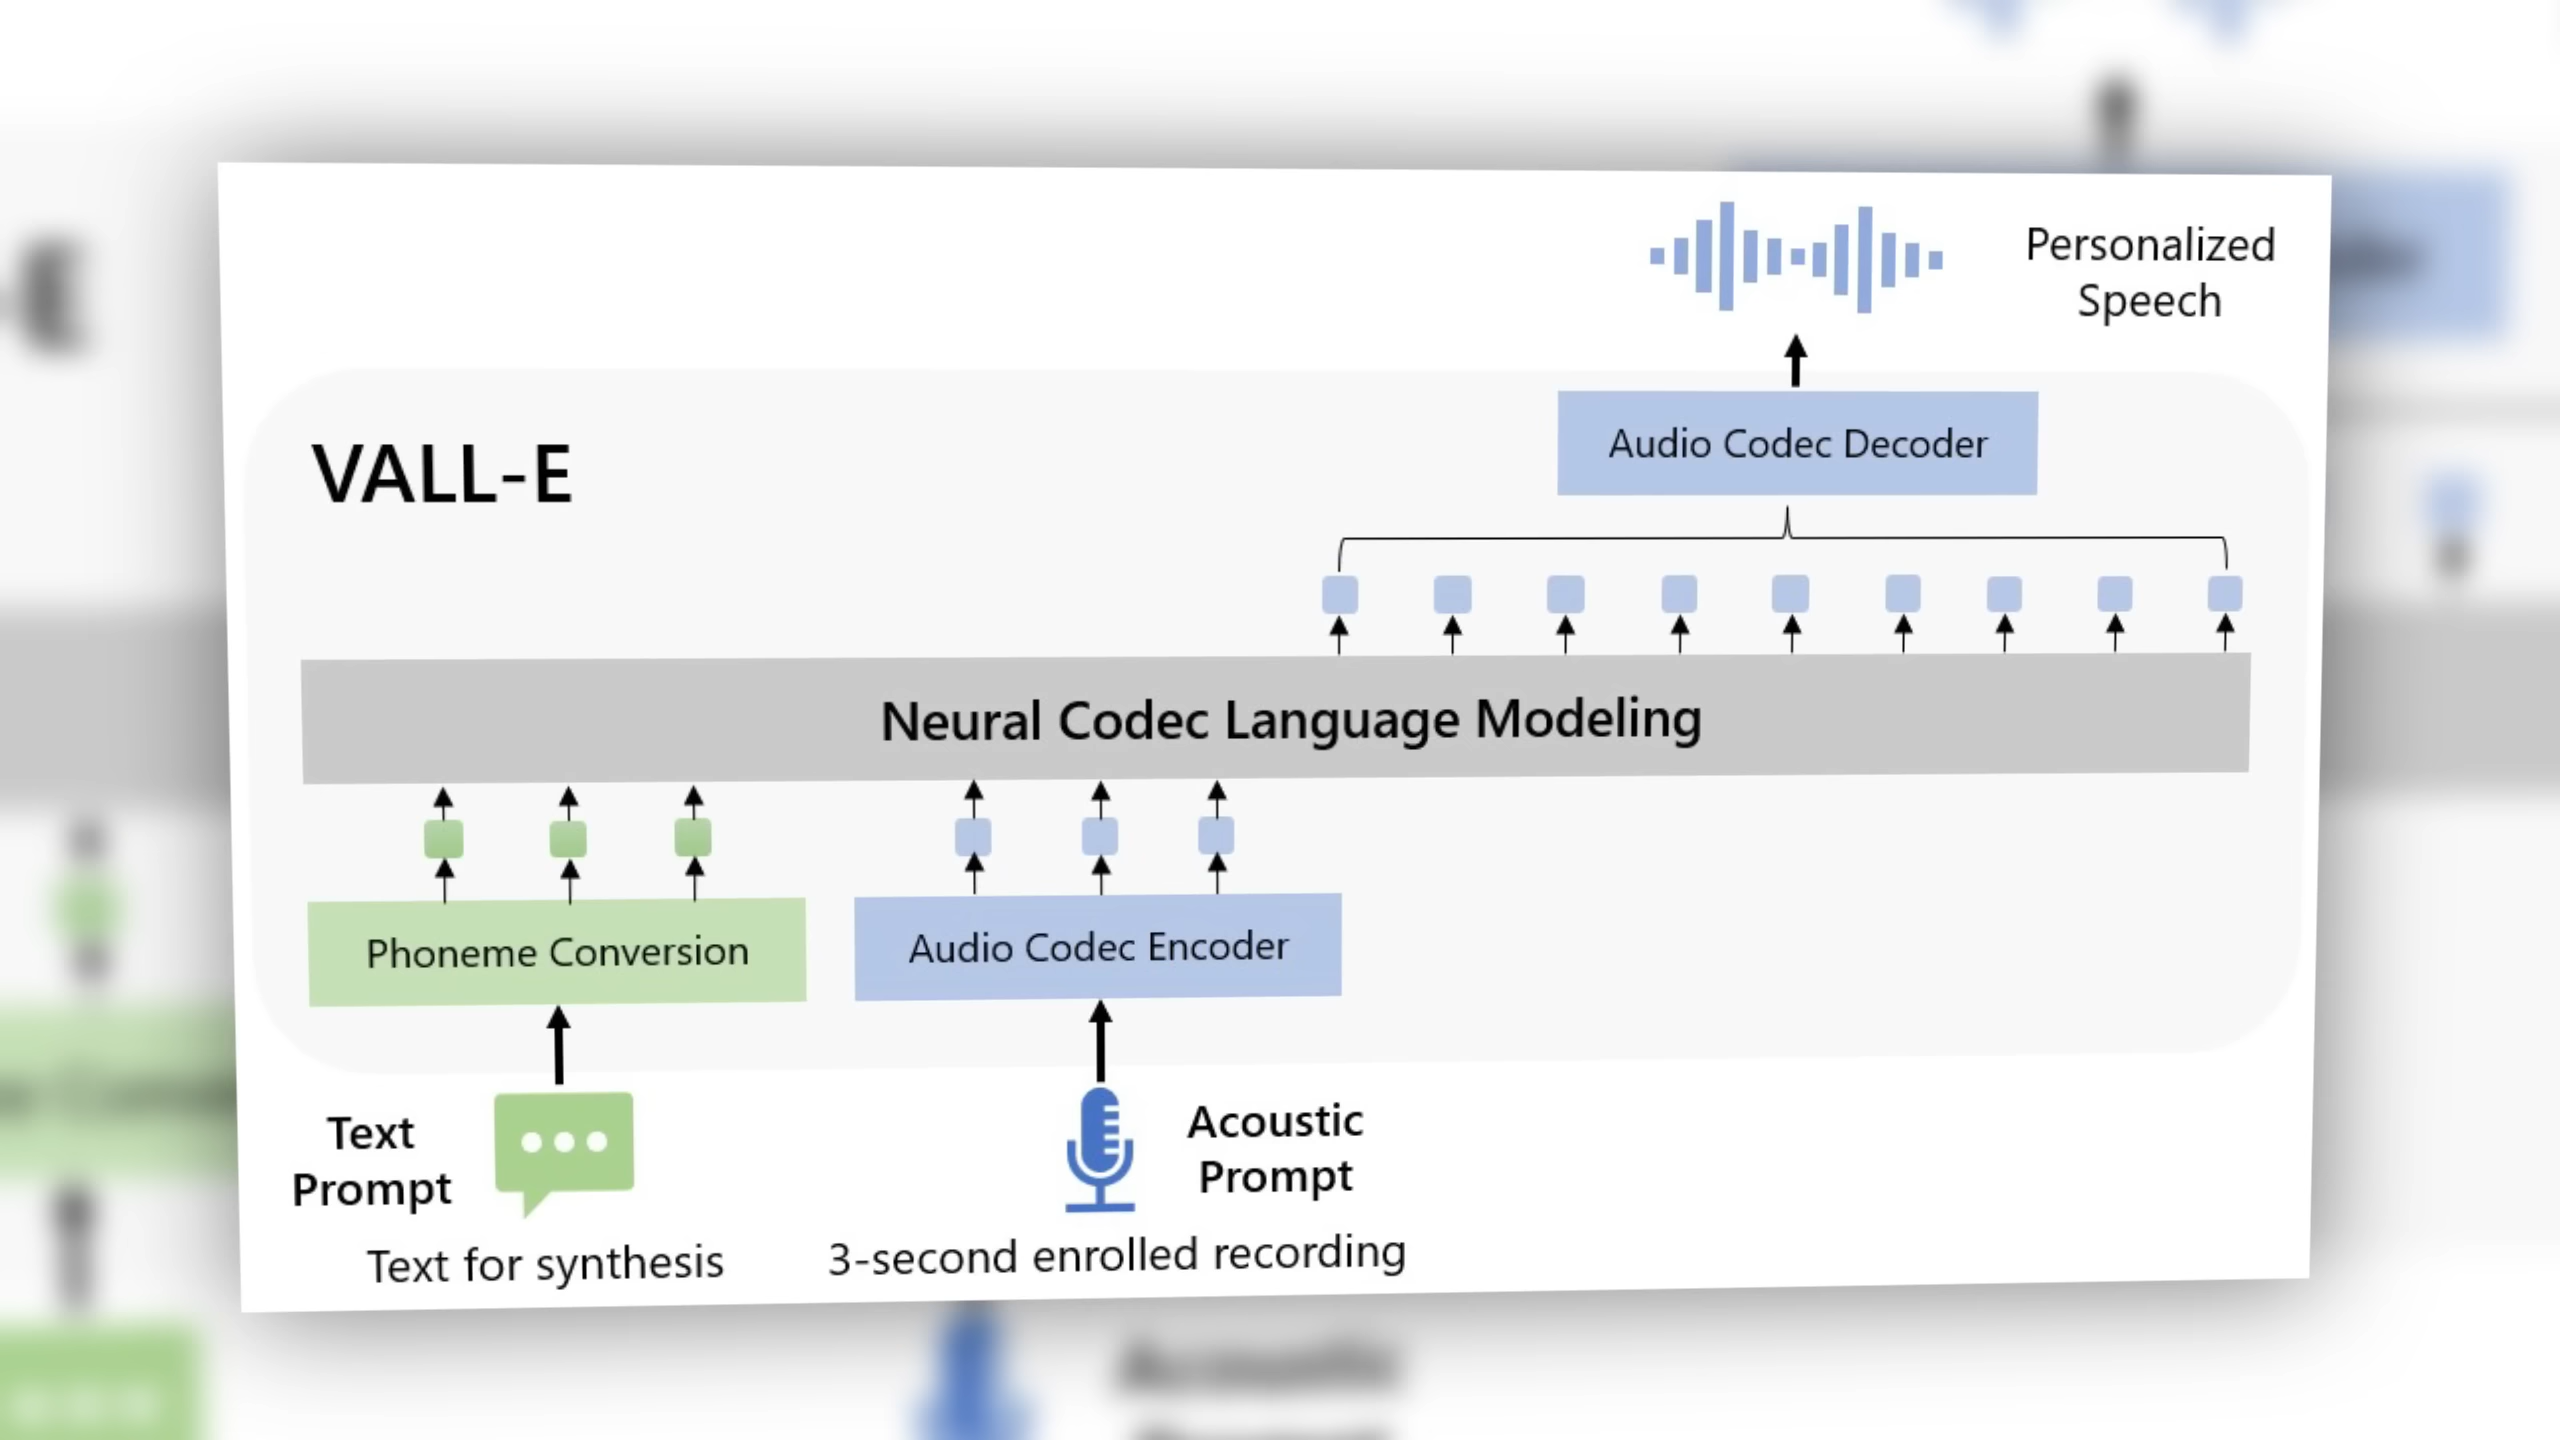 Personalized
Speech
Audio Codec Decoder
VALL-E
Neural Codec Language Modeling
Phoneme Conversion
Audio Codec Encoder
Text
Prompt
Acoustic
Prompt
Text for synthesis
3-second enrolled recording